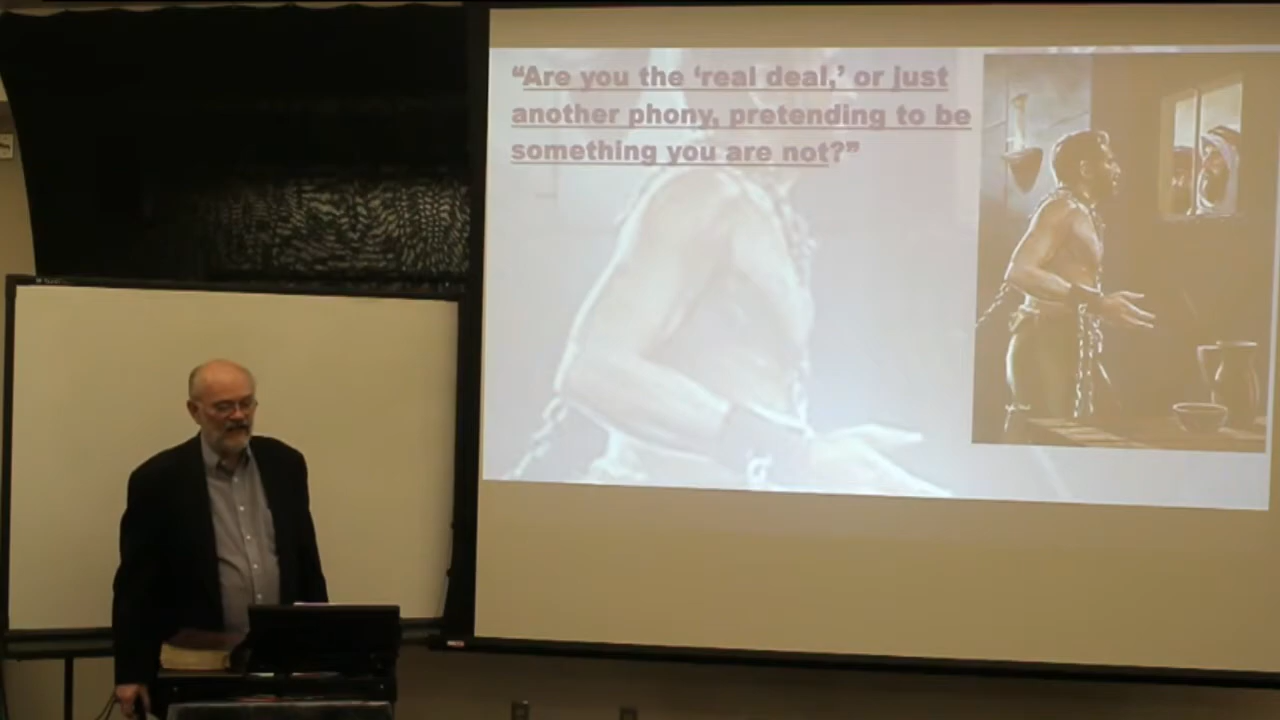 “Are you the ‘real deal,’ or just
another phony, pretending to be
something you are not?”